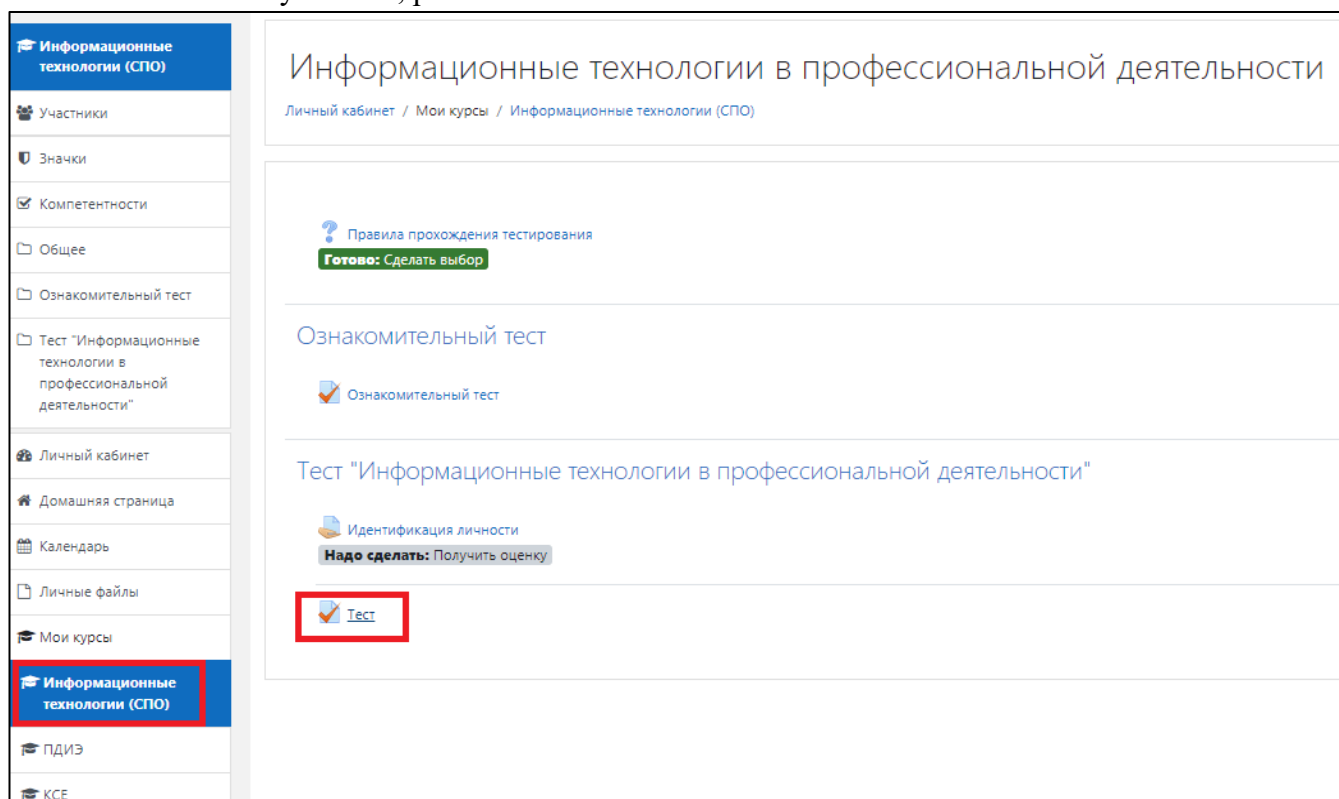 Информационные
технологии (СПО)
Участники
Значки
Компетентности
Общее
Ознакомительный тест
Тест "Информационные
технологии в
профессиональной
деятельности"
Личный кабинет
Домашняя страница
Календарь
Личные файлы
Мои курсы
Информационные
технологии (СПО)
ПДИЭ
КСЕ
Информационные технологии в профессиональной деятельности
Личный кабинет / Мои курсы / Информационные технологии (СПО)
Правила прохождения тестирования
Готово: Сделать выбор
Ознакомительный тест
Ознакомительный тест
Тест "Информационные технологии в профессиональной деятельности"
Идентификация личности
Надо сделать: Получить оценку
Тест